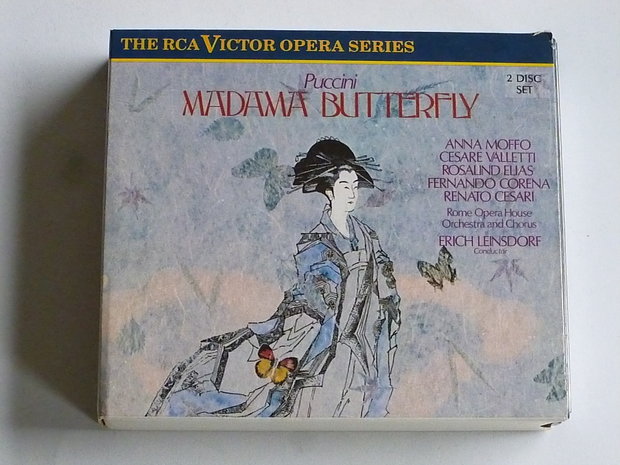 THE RCA VICTOR OPERA SERIES
Puccini
MADAMA BUTTERFLY
2 DISC
SET
ANNA MOFFO
CESARE VALLETTI
ROSALIND ELIAS
FERNANDO CORENA
RENATO CESARI
Rome Opera House
Orchestra and Chorus
ERICH LEINSDORF
Conductor